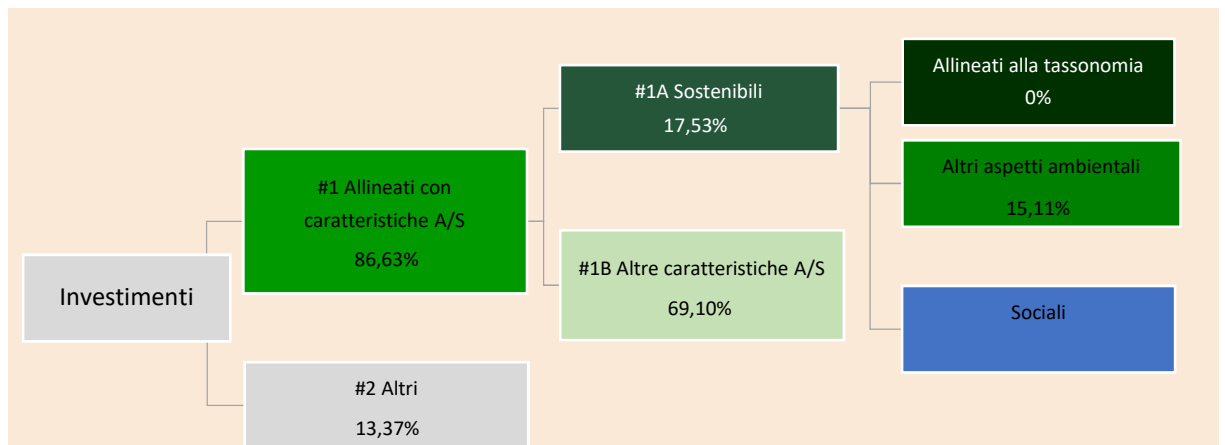 Investimenti
#1 Allineati con
caratteristiche A/S
86,63%
#2 Altri
13,37%
#1A Sostenibili
17,53%
#1B Altre caratteristiche A/S
69,10%
Allineati alla tassonomia
0%
Altri aspetti ambientali
15,11%
Sociali